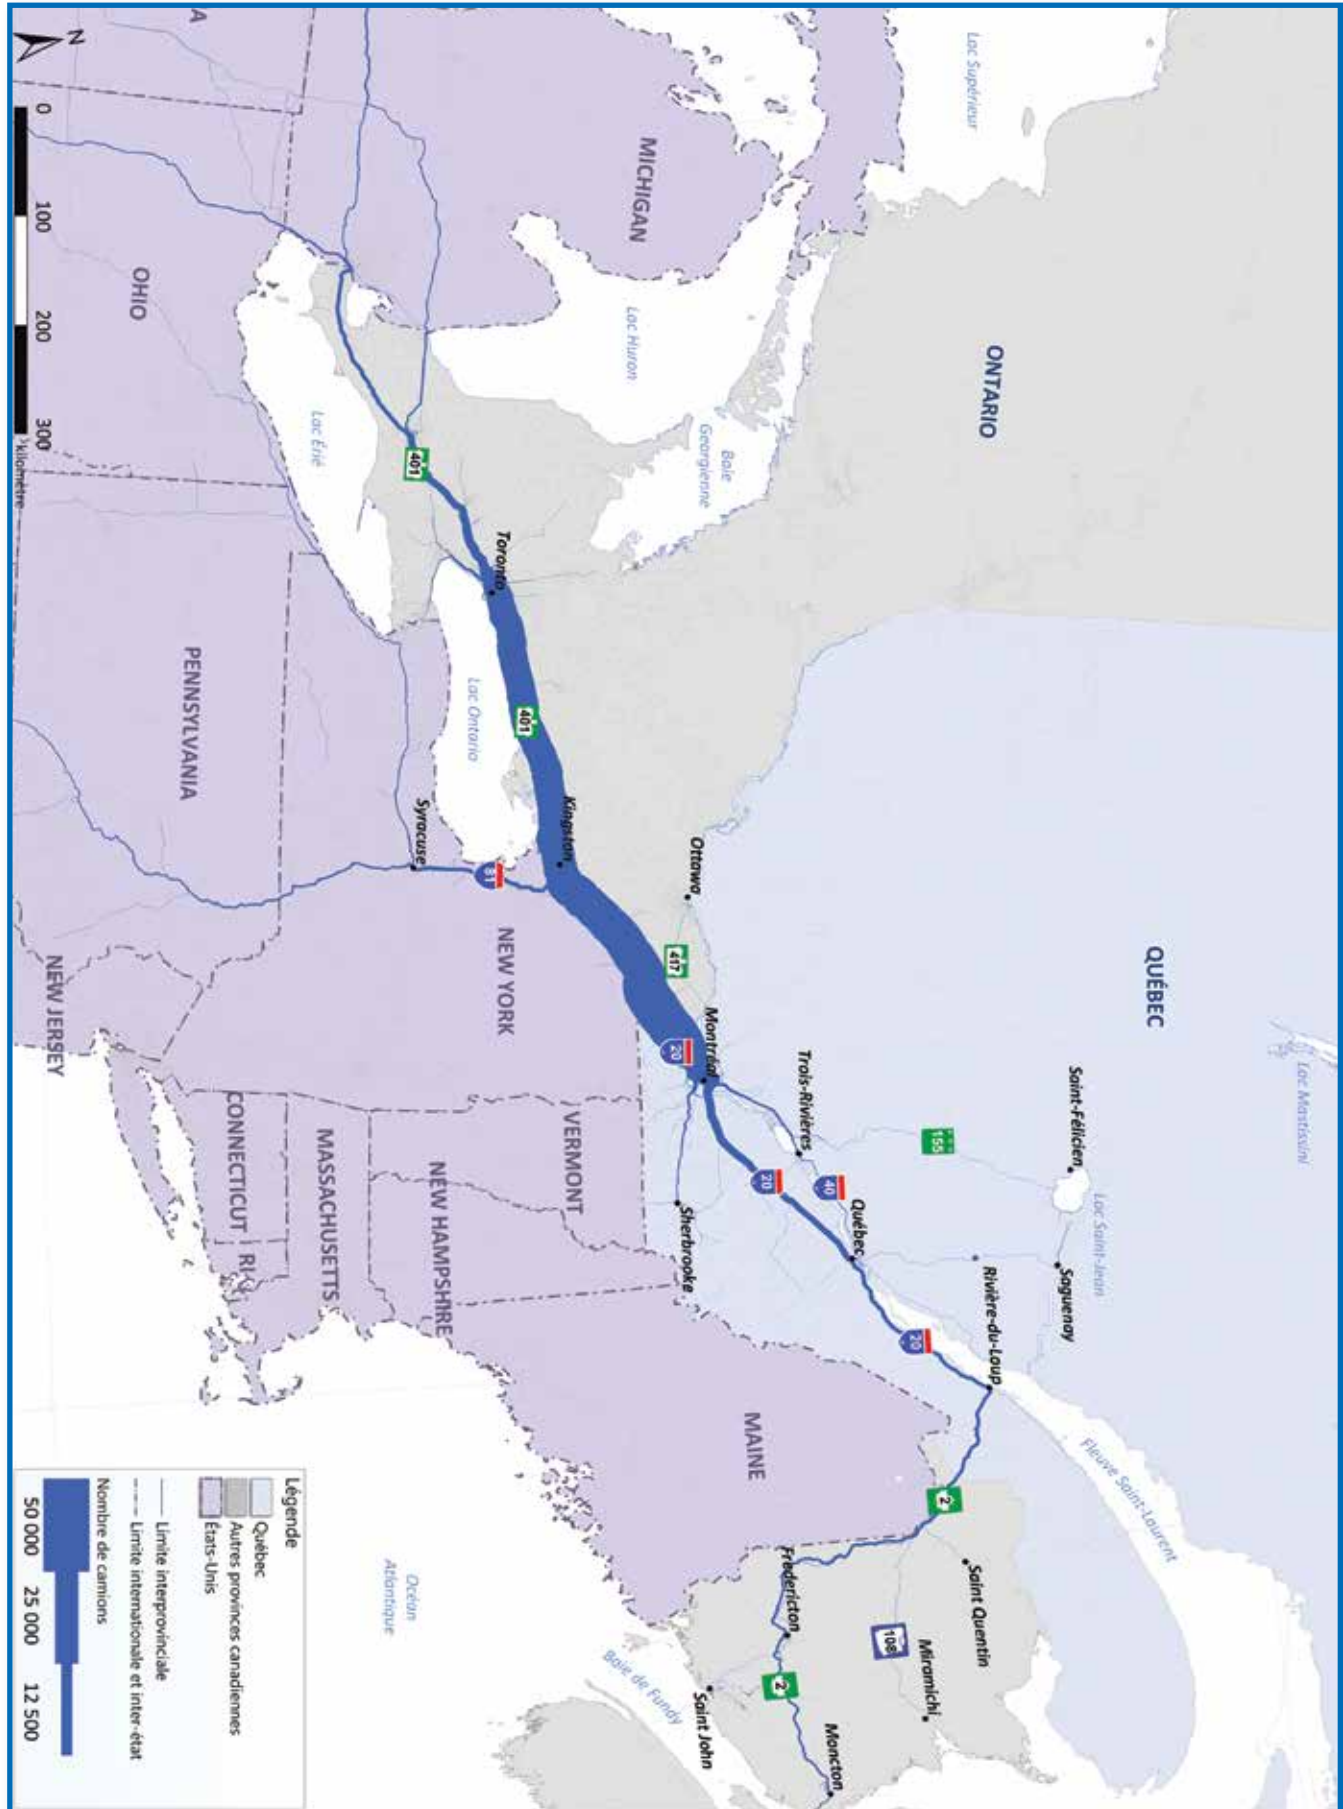 Lac Supérieur
MICHIGAN
ONTARIO
Lac Huron
Baie
Georgienne
OHIO
Lac Érié
401
Toronto
PENNSYLVANIA
Lac Ontario
401
Kingston
Syracuse
81
Ottawa
417
NEW YORK
NEW JERSEY
QUÉBEC
Lac Mastissini
Montréal
20
Trois-Rivières
155
Saint-Félicien
Lac Saint-Jean
Saguenay
40
20
Québec
Sherbrooke
VERMONT
NEW HAMPSHIRE
MASSACHUSETTS
CONNECTICUT
RI
Rivière-du-Loup
20
Fleuve Saint-Laurent
MAINE
2
Saint Quentin
Fredericton
108
Miramichi
2
Saint John
Moncton
Baie de Fundy
Océan
Atlantique
A
N
0 100 200 300
kilomètre
Légende
Québec
Autres provinces canadiennes
États-Unis
Limite interprovinciale
Limite internationale et inter-état
Nombre de camions
50 000 25 000 12 500